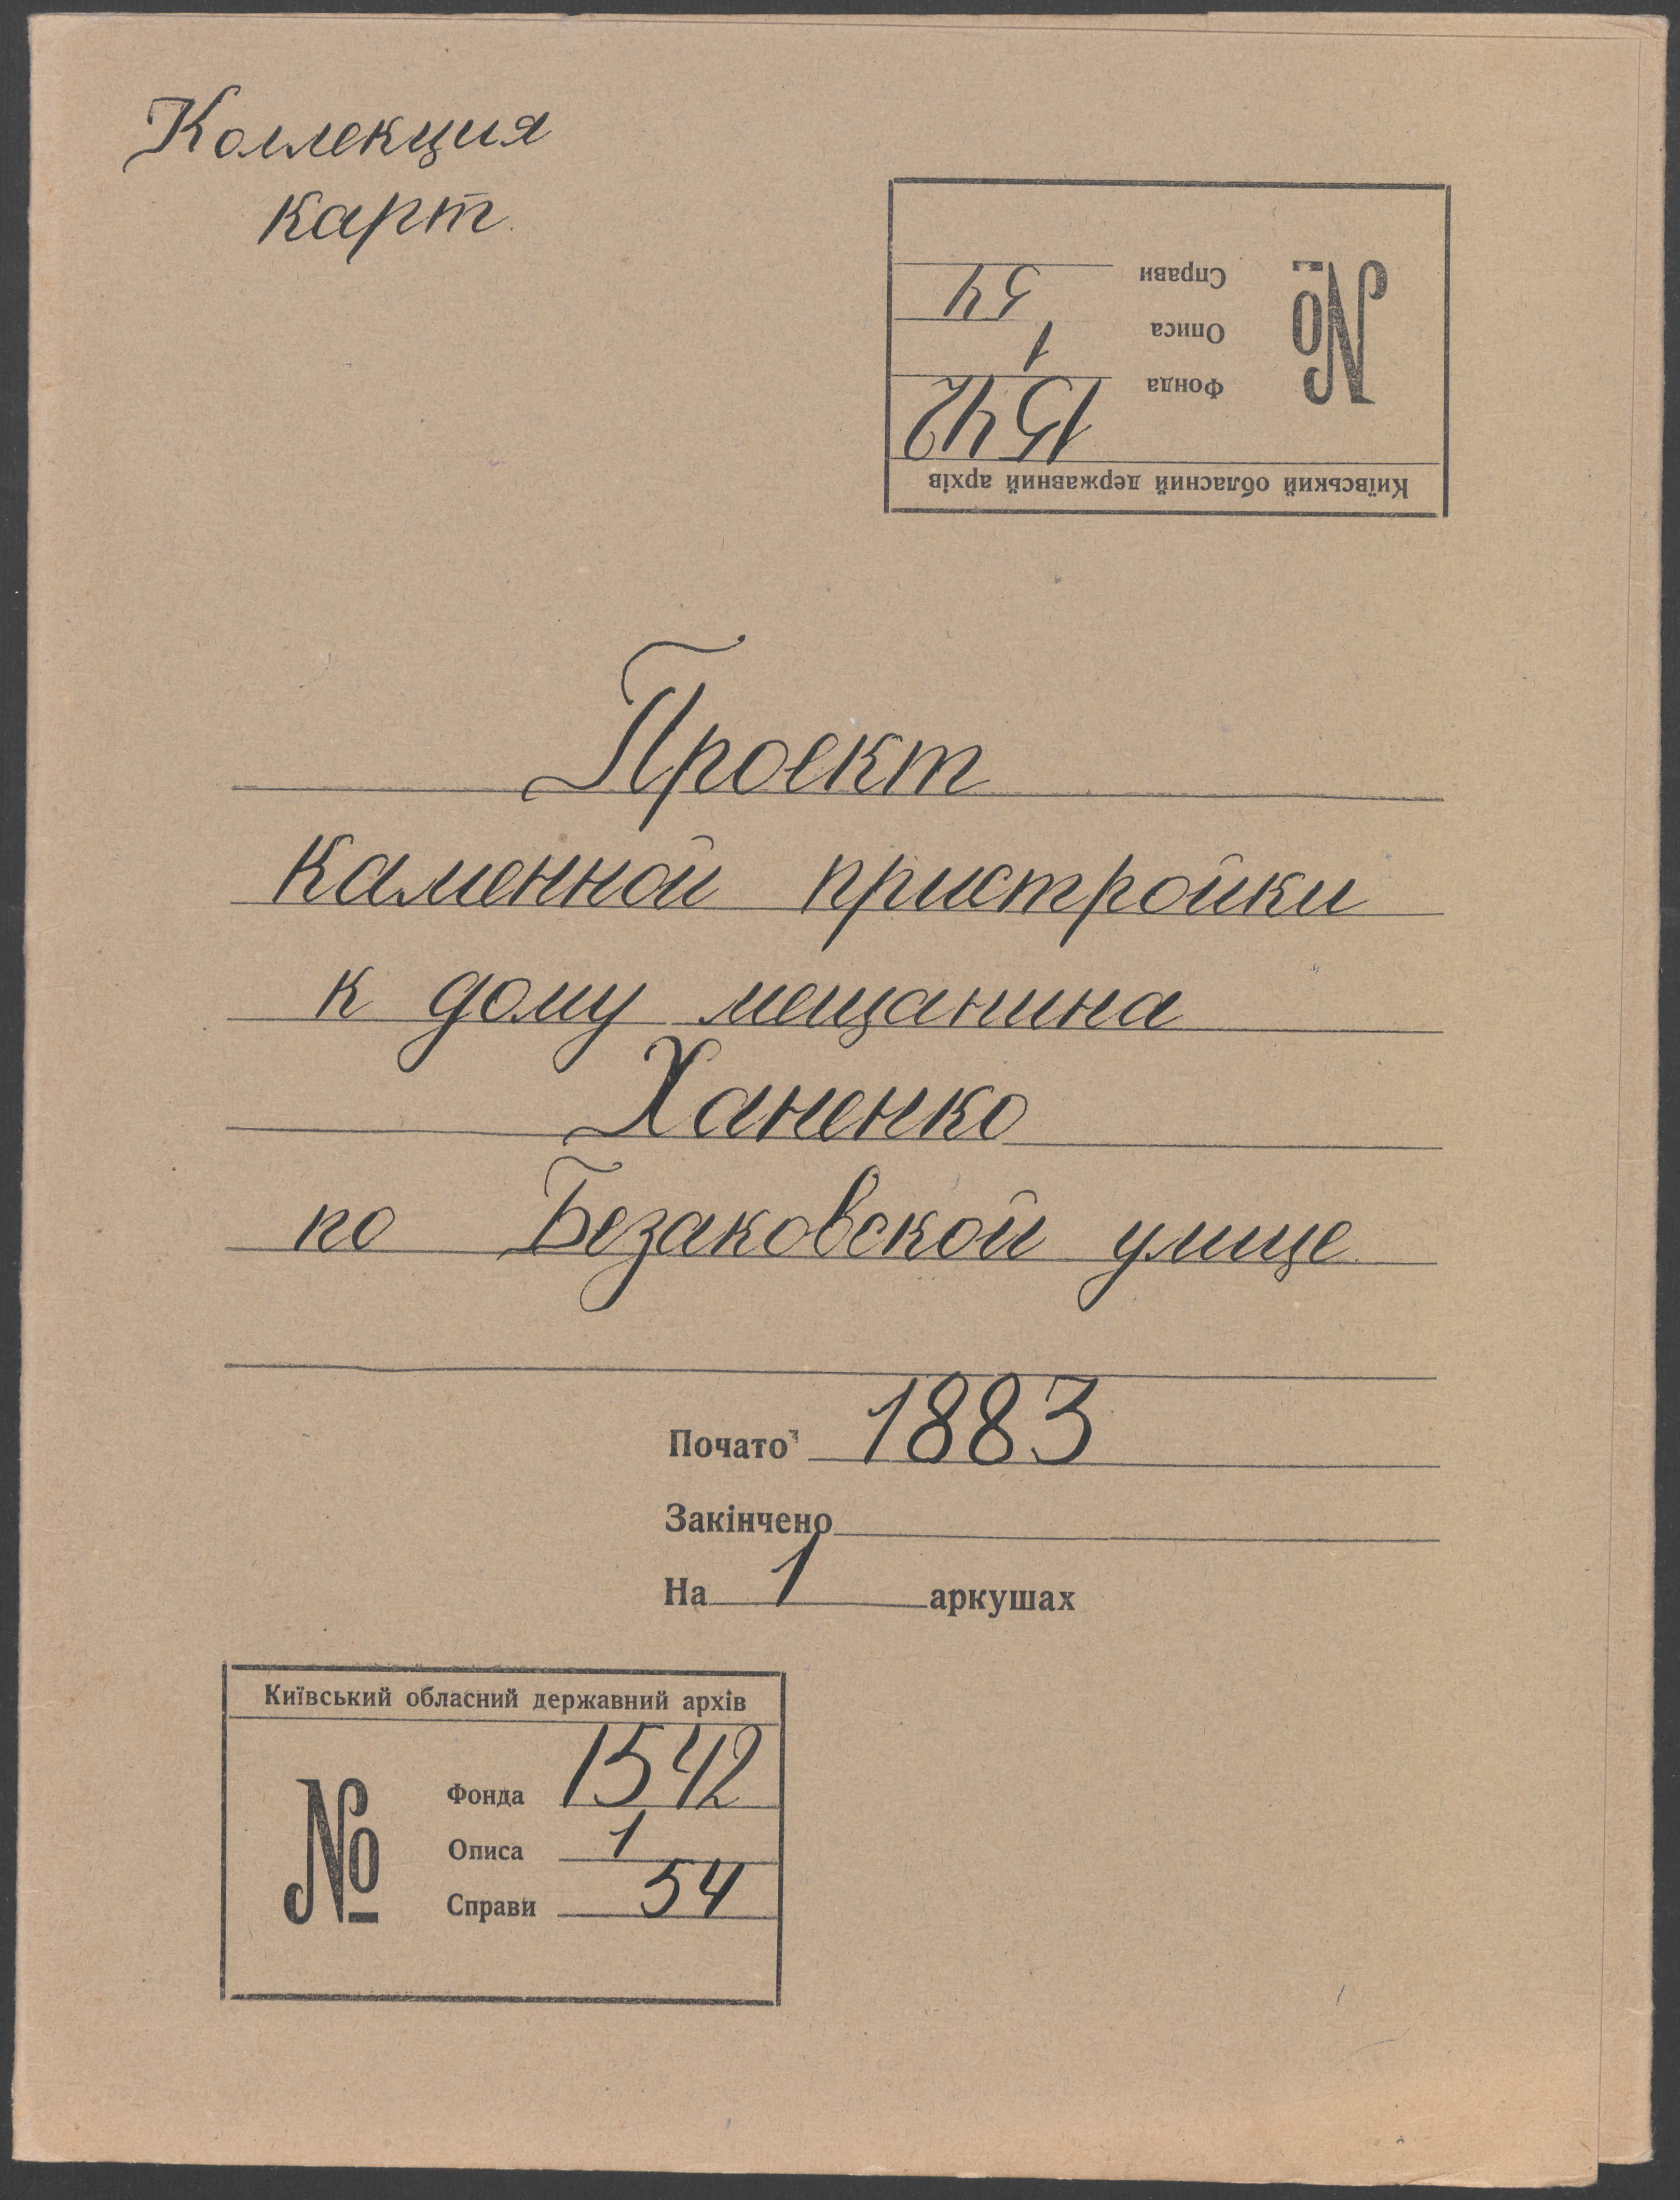 Коллекция
карт.
Київський обласний державний архів
№
Фонда 1542
Описа 1
Справи 54
Проект
каменной пристройки
к дому мещанина
Ханенко
по Безаковской улице
Почато 1883
Закінчено
На 1 аркушах
Київський обласний державний архів
№
Фонда 1542
Описа 1
Справи 54